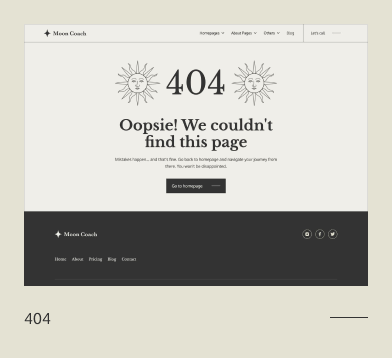 Moon Coach
Homepages About Pages Others Blog Let's call
404
Oopsie! We couldn't
find this page
Mistakes happen... and that's fine. Go back to homepage and navegate your journey from
there. You won't be disappointed.
Go to homepage
Moon Coach
Home About Pricing Blog Contact
404